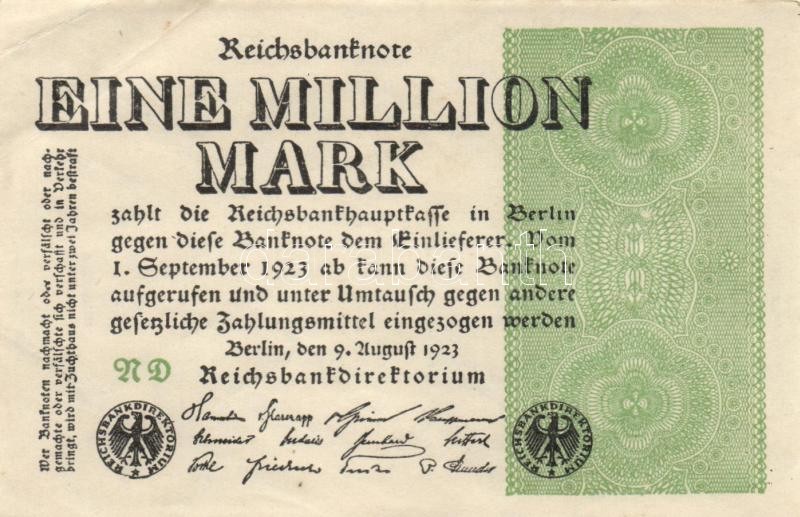 Reichsbanknote
EINE MILLION
MARK
zahlt die Reichsbankhauptkasse in Berlin
gegen diese Banknote dem Einlieferer. Vom
1. September 1923 ab kann diese Banknote
aufgerufen und unter Umtausch gegen andere
gesetzliche Zahlungsmittel eingezogen werden
Berlin, den 9. August 1923
ND Reichsbankdirektorium
Wer Banknoten nachmacht oder verfälscht oder nach-
gemachte oder verfälschte sich verschafft und in Verkehr
bringt, wird mit Zuchthaus nicht unter zwei Jahren bestraft
REICHSBANKDIREKTORIUM
REICHSBANKDIREKTORIUM